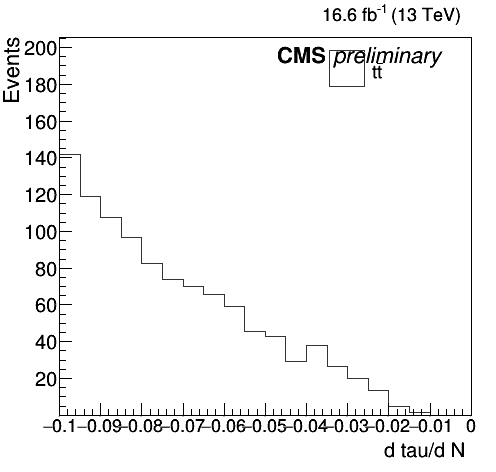 16.6 fb⁻¹ (13 TeV)
Events
CMS preliminary
tt̄
200
180
160
140
120
100
80
60
40
20
−0.1 −0.09 −0.08 −0.07 −0.06 −0.05 −0.04 −0.03 −0.02 −0.01 0
d tau/d N